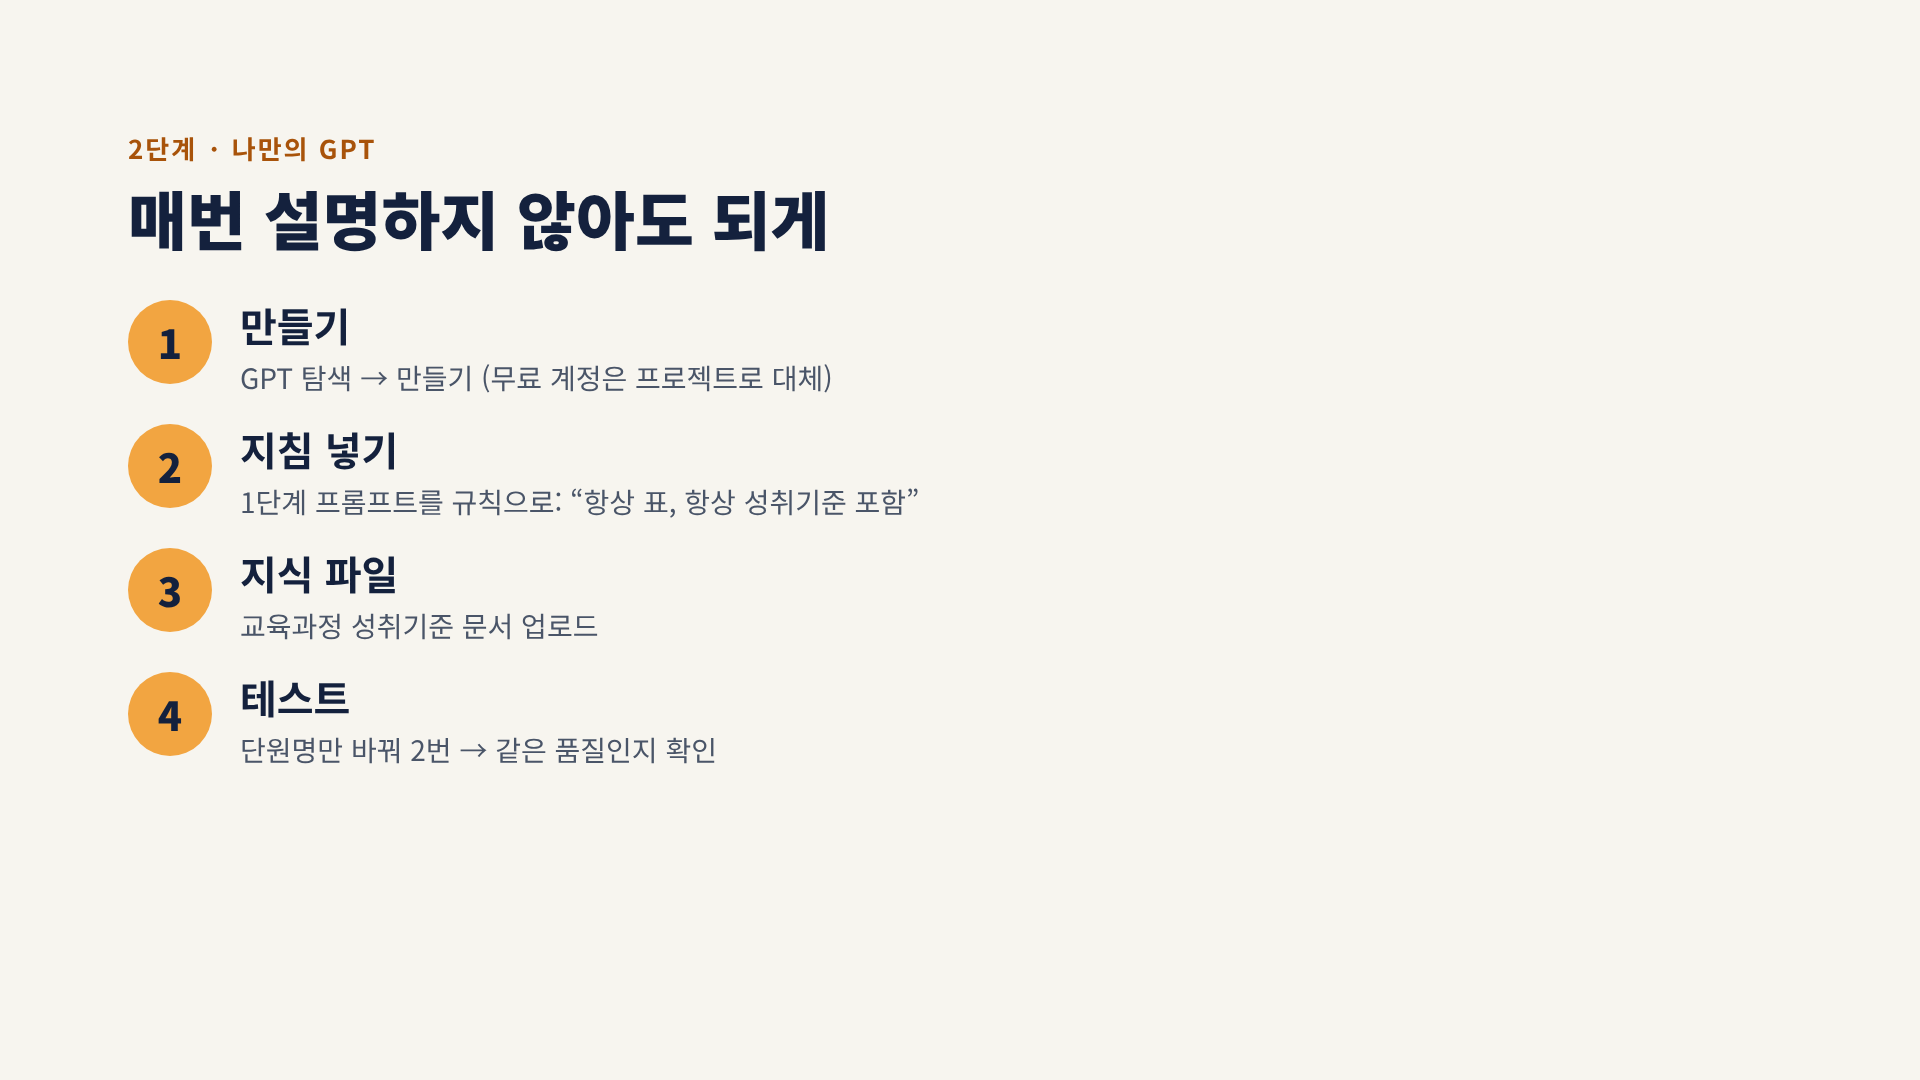 2단계 · 나만의 GPT
매번 설명하지 않아도 되게
1
만들기
GPT 탐색 → 만들기 (무료 계정은 프로젝트로 대체)
2
지침 넣기
1단계 프롬프트를 규칙으로: “항상 표, 항상 성취기준 포함”
3
지식 파일
교육과정 성취기준 문서 업로드
4
테스트
단원명만 바꿔 2번 → 같은 품질인지 확인